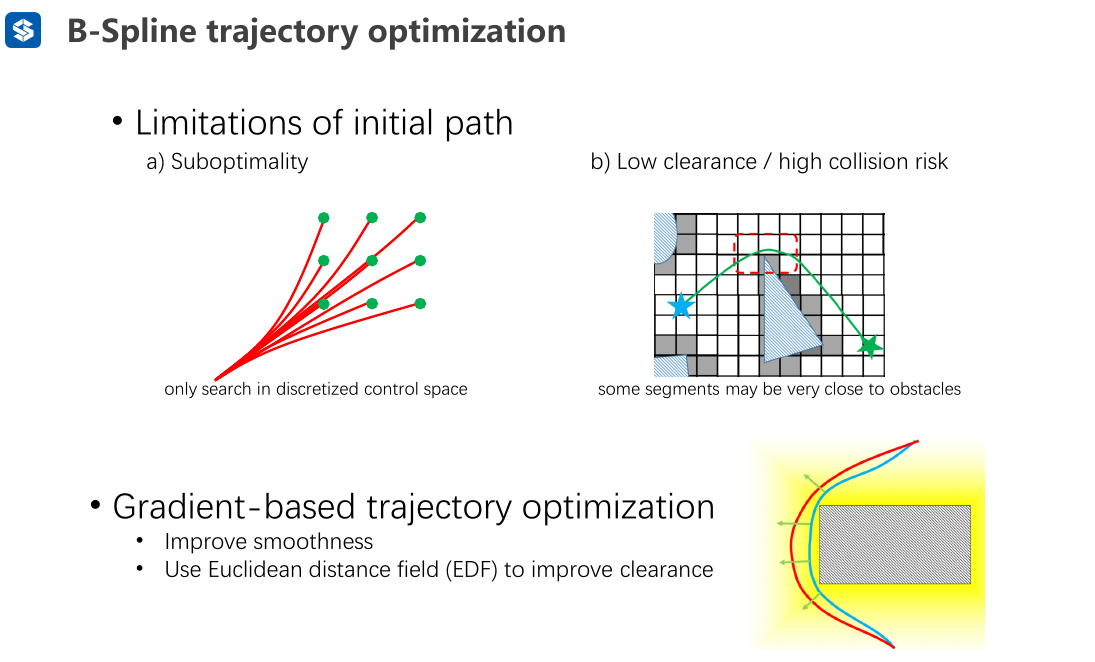 B-Spline trajectory optimization
• Limitations of initial path
a) Suboptimality
b) Low clearance / high collision risk
only search in discretized control space
some segments may be very close to obstacles
• Gradient-based trajectory optimization
• Improve smoothness
• Use Euclidean distance field (EDF) to improve clearance